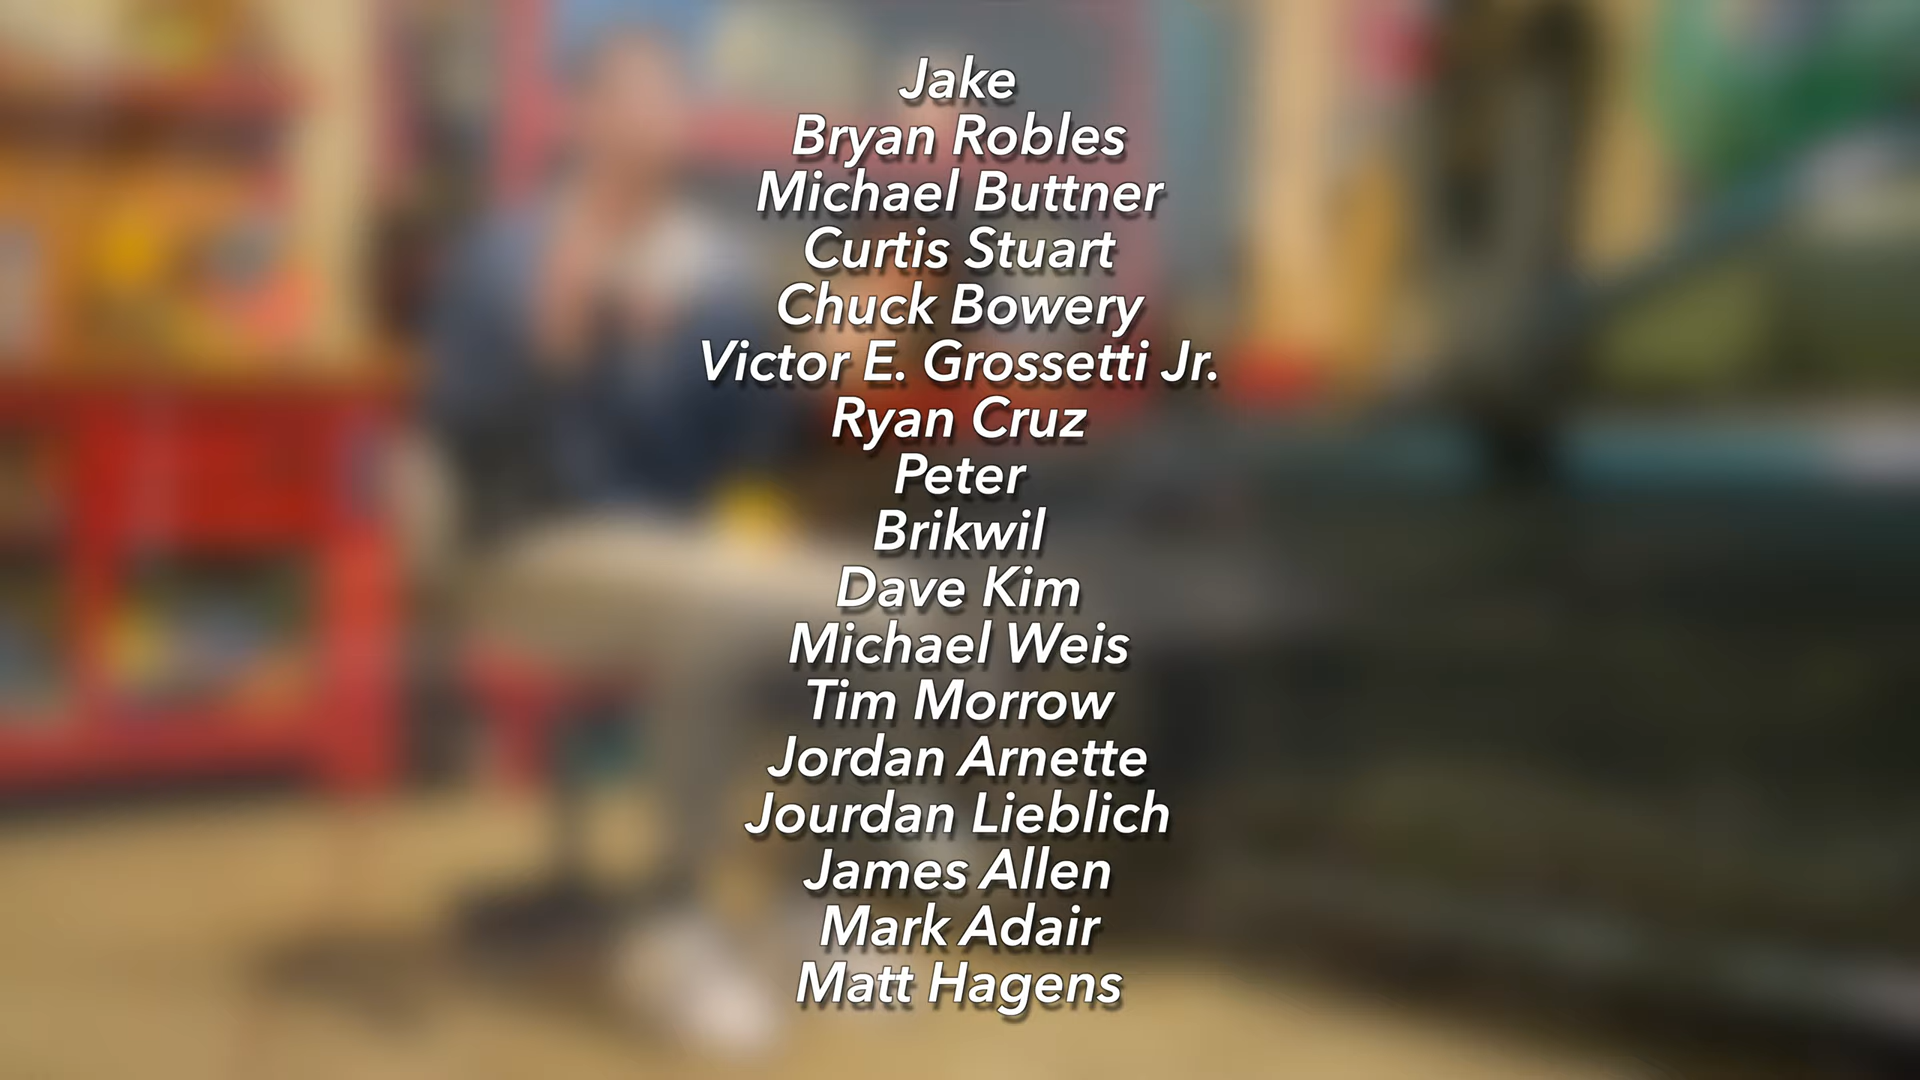 Jake
Bryan Robles
Michael Buttner
Curtis Stuart
Chuck Bowery
Victor E. Grossetti Jr.
Ryan Cruz
Peter
Brikwil
Dave Kim
Michael Weis
Tim Morrow
Jordan Arnette
Jourdan Lieblich
James Allen
Mark Adair
Matt Hagens